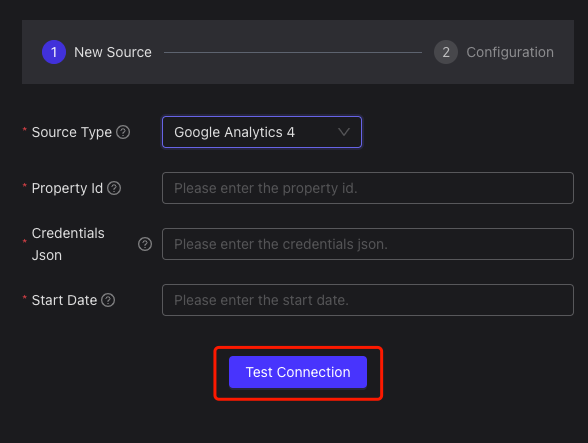 1 New Source 2 Configuration
* Source Type ? Google Analytics 4
* Property Id ? Please enter the property id.
* Credentials Json ? Please enter the credentials json.
* Start Date ? Please enter the start date.
Test Connection